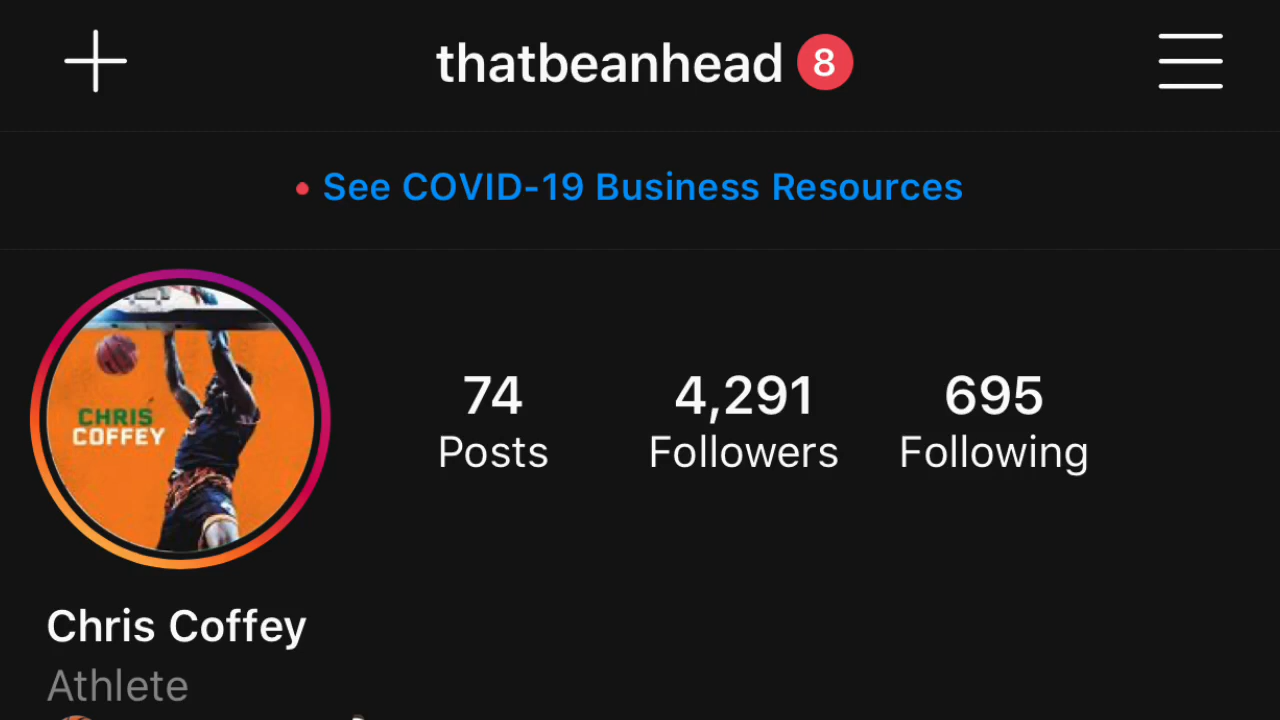 thatbeanhead 8
See COVID-19 Business Resources
CHRIS
COFFEY
74 4,291 695
Posts Followers Following
Chris Coffey
Athlete